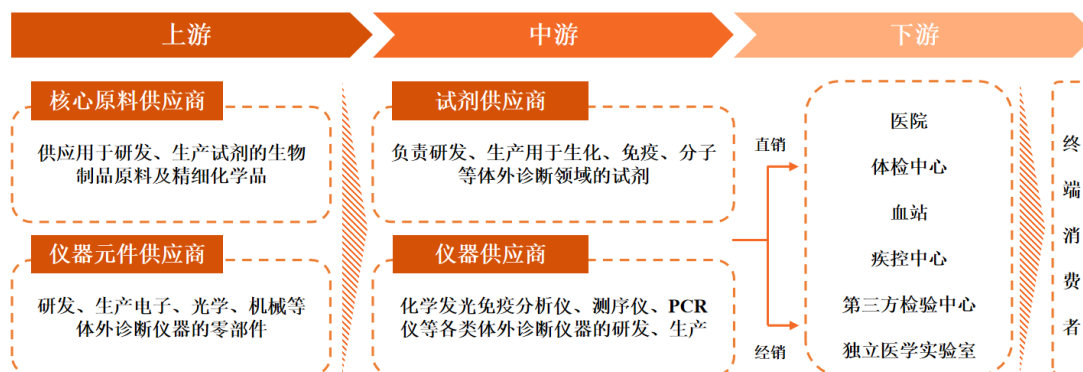 上游
中游
下游
核心原料供应商
供应用于研发、生产试剂的生物
制品原料及精细化学品
仪器元件供应商
研发、生产电子、光学、机械等
体外诊断仪器的零部件
试剂供应商
负责研发、生产用于生化、免疫、分子
等体外诊断领域的试剂
仪器供应商
化学发光免疫分析仪、测序仪、PCR
仪等各类体外诊断仪器的研发、生产
直销
经销
医院
体检中心
血站
疾控中心
第三方检验中心
独立医学实验室
终
端
消
费
者